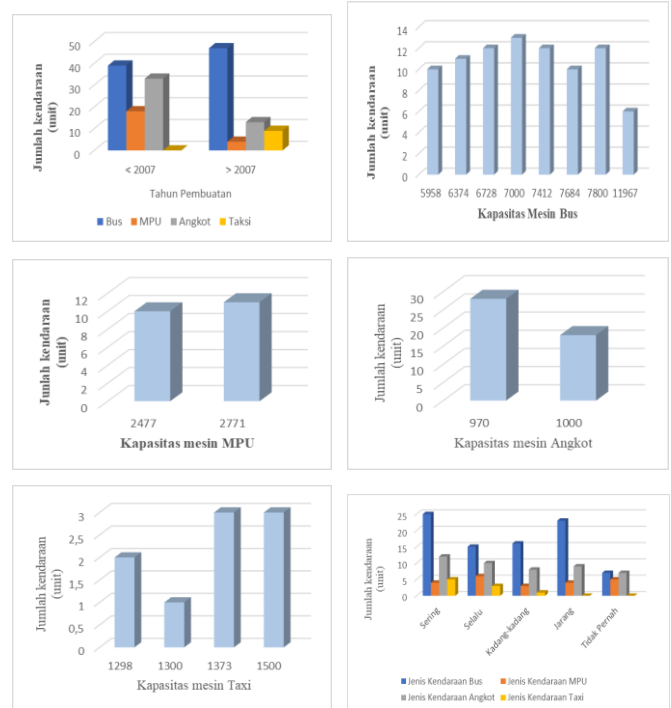 50
40
30
20
10
0
Jumlah kendaraan
(unit)
< 2007
> 2007
Tahun Pembuatan
Bus MPU Angkot Taksi
14
12
10
8
6
4
2
0
Jumlah kendaraan
(unit)
5958 6374 6728 7000 7412 7684 7800 11967
Kapasitas Mesin Bus
12
10
8
6
4
2
0
Jumlah kendaraan
(unit)
2477 2771
Kapasitas mesin MPU
30
25
20
15
10
5
0
Jumlah kendaraan
(unit)
970 1000
Kapasitas mesin Angkot
3
2,5
2
1,5
1
0,5
0
Jumlah kendaraan
(unit)
1298 1300 1373 1500
Kapasitas mesin Taxi
25
20
15
10
5
0
Jumlah kendaraan
(unit)
Sering
Selalu
Kadang-kadang
Jarang
Tidak Pernah
Jenis Kendaraan Bus Jenis Kendaraan MPU
Jenis Kendaraan Angkot Jenis Kendaraan Taxi